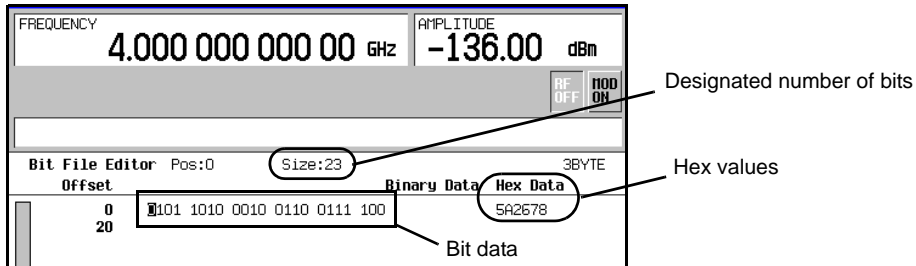 FREQUENCY
4.000 000 000 00 GHz
AMPLITUDE
-136.00 dBm
RF OFF
MOD ON
Designated number of bits
Bit File Editor Pos:0 Size:23 3BYTE
Offset Binary Data Hex Data
Hex values
0 0101 1010 0010 0110 0111 100 5A2678
20
Bit data